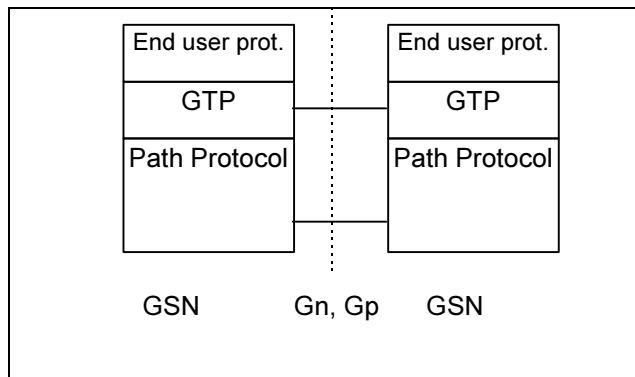 End user prot.
End user prot.
GTP
GTP
Path Protocol
Path Protocol
GSN
Gn, Gp
GSN